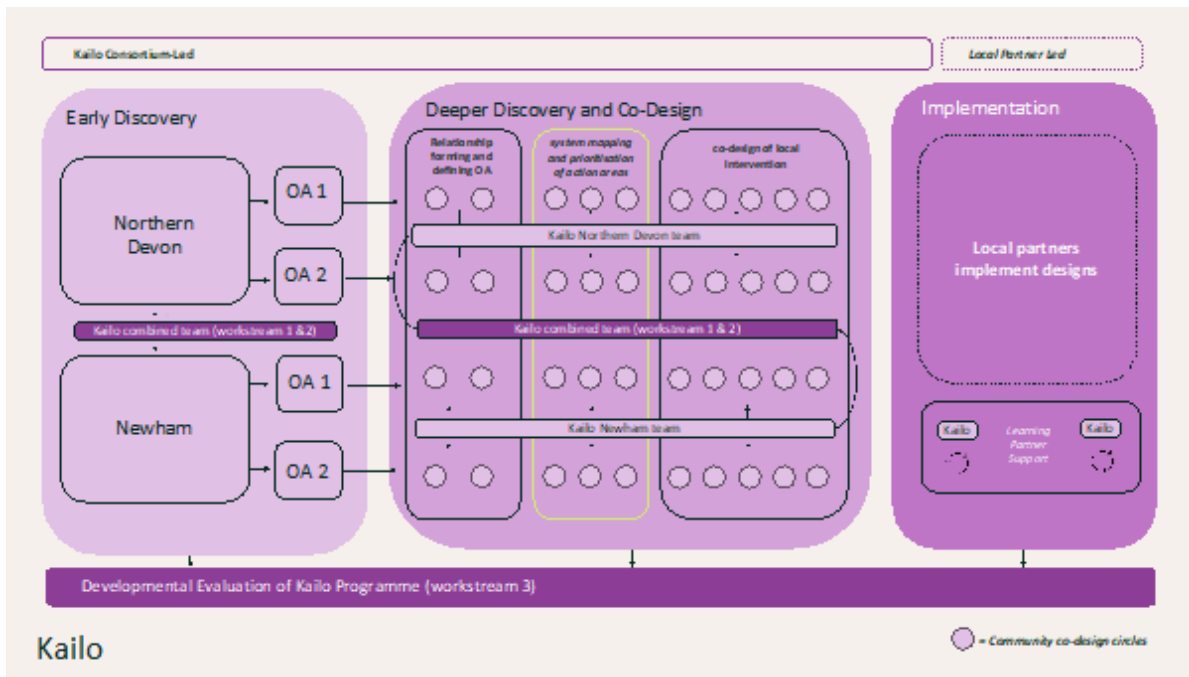 Kailo Consortium-Led
Local Partner Led
Early Discovery
Northern
Devon
OA 1
OA 2
Kailo combined team (workstream 1 &2)
Newham
OA 1
OA 2
Deeper Discovery and Co-Design
Relationship
forming and
defining OA
system mapping
and prioritisation
of action areas
co-design of local
intervention
Kailo Northern Devon team
Kailo combined team (workstream 1 & 2)
Kailo Newham team
Implementation
Local partners
implement designs
Kailo
Learning
Partner
Support
Kailo
Developmental Evaluation of Kailo Programme (workstream 3)
Kailo
= Community co-design circles